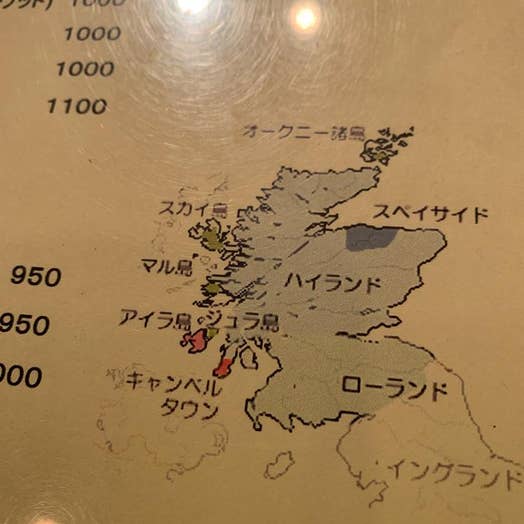 1000
1000
1000
1100
オークニー諸島
スカイ島
スペイサイド
マル島
950
ハイランド
アイラ島
ジュラ島
950
000
キャンベル
タウン
ローランド
イングランド